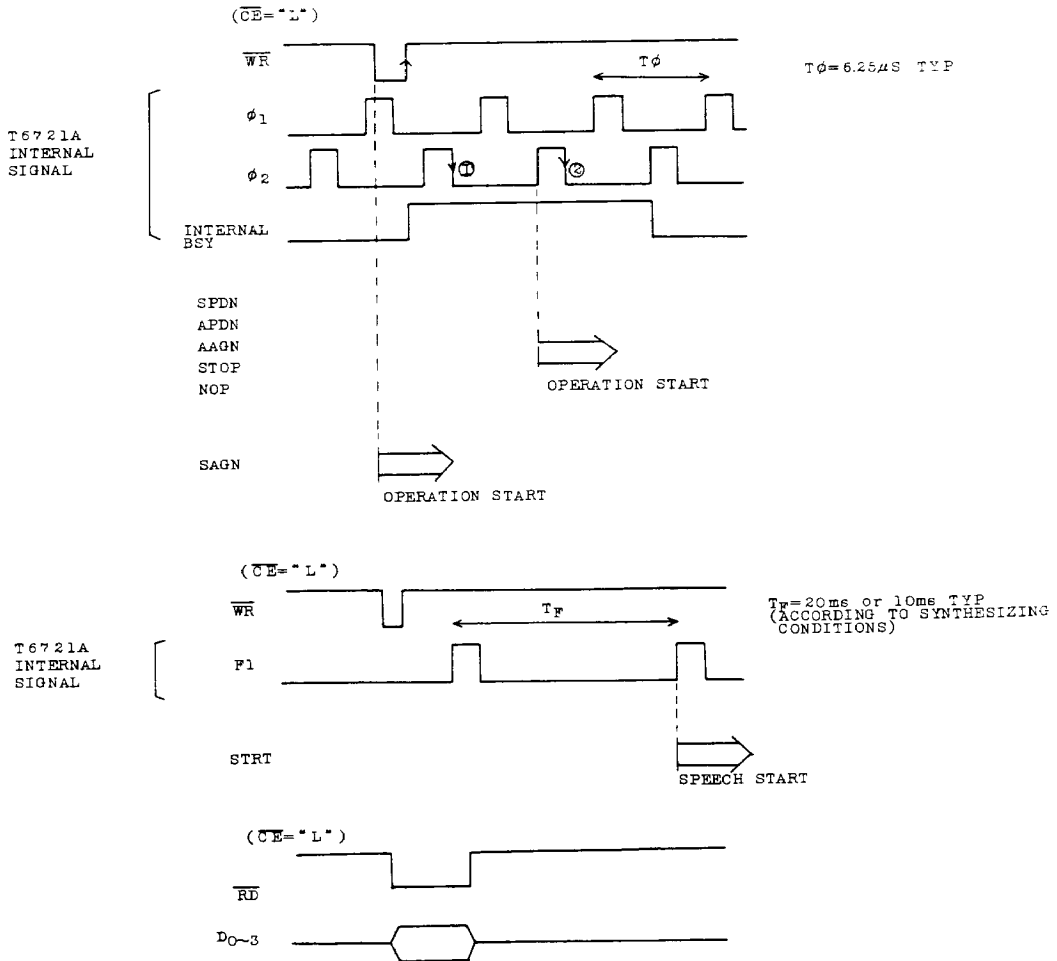 (CE="L")
WR
Tφ
Tφ=6.25μS TYP
T6721A
INTERNAL
SIGNAL
φ1
φ2
①
②
INTERNAL
BSY
SPDN
APDN
AAGN
STOP
NOP
OPERATION START
SAGN
OPERATION START
(CE="L")
WR
TF
TF=20ms or 10ms TYP
(ACCORDING TO SYNTHESIZING
CONDITIONS)
T6721A
INTERNAL
SIGNAL
F1
STRT
SPEECH START
(CE="L")
RD
D0~3